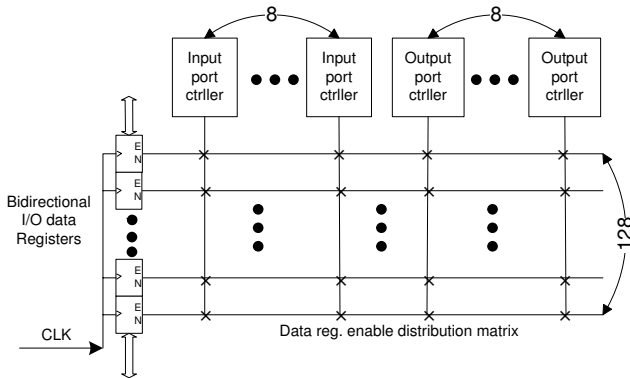 8
8
Input
port
ctrller
Input
port
ctrller
Output
port
ctrller
Output
port
ctrller
E
N
E
N
Bidirectional
I/O data
Registers
128
E
N
E
N
CLK
Data reg. enable distribution matrix